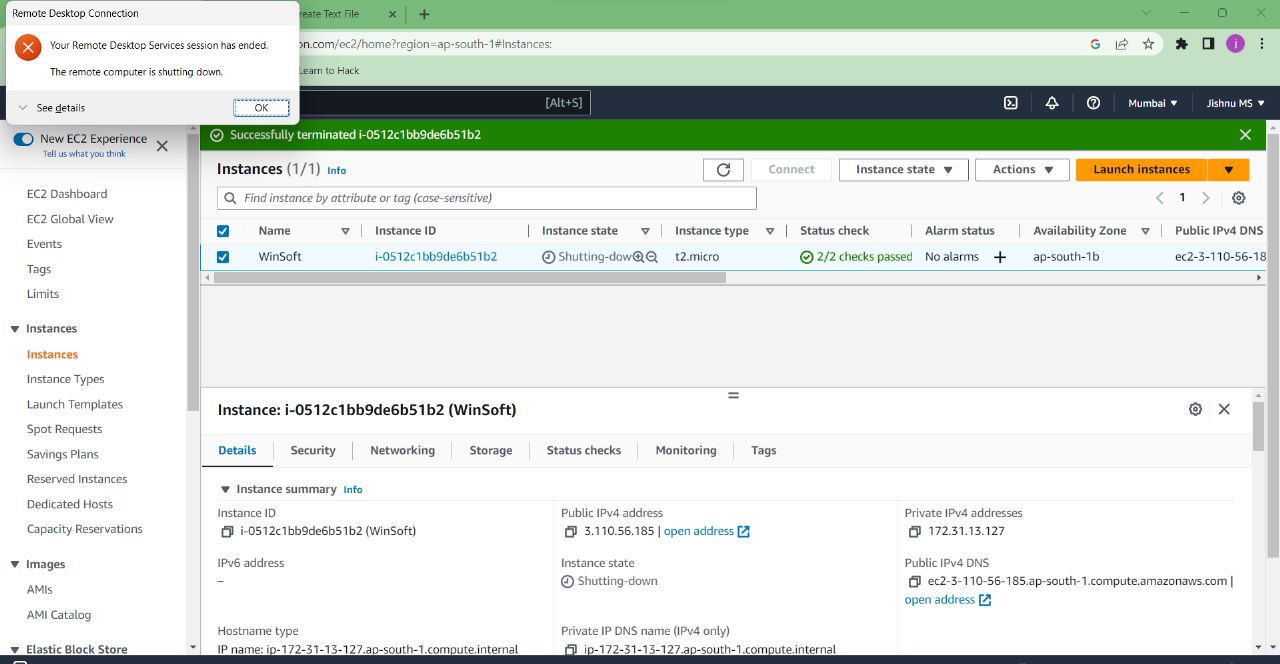 Remote Desktop Connection
Your Remote Desktop Services session has ended.
The remote computer is shutting down.
See details
OK
reate Text File
on.com/ec2/home?region=ap-south-1#Instances:
j
Learn to Hack
[Alt+S]
Mumbai
Jishnu MS
New EC2 Experience
Tell us what you think
EC2 Dashboard
EC2 Global View
Events
Tags
Limits
Instances
Instances
Instance Types
Launch Templates
Spot Requests
Savings Plans
Reserved Instances
Dedicated Hosts
Capacity Reservations
Images
AMIs
AMI Catalog
Elastic Block Store
Successfully terminated i-0512c1bb9de6b51b2
Instances (1/1) Info
Connect
Instance state
Actions
Launch instances
Find instance by attribute or tag (case-sensitive)
1
Name Instance ID Instance state Instance type Status check Alarm status Availability Zone Public IPv4 DNS
WinSoft i-0512c1bb9de6b51b2 Shutting-dow t2.micro 2/2 checks passed No alarms + ap-south-1b ec2-3-110-56-18
Instance: i-0512c1bb9de6b51b2 (WinSoft)
Details Security Networking Storage Status checks Monitoring Tags
Instance summary Info
Instance ID
i-0512c1bb9de6b51b2 (WinSoft)
Public IPv4 address
3.110.56.185 | open address
Private IPv4 addresses
172.31.13.127
IPv6 address
–
Instance state
Shutting-down
Public IPv4 DNS
ec2-3-110-56-185.ap-south-1.compute.amazonaws.com |
open address
Hostname type
IP name: ip-172-31-13-127.ap-south-1.compute.internal
Private IP DNS name (IPv4 only)
ip-172-31-13-127.ap-south-1.compute.internal